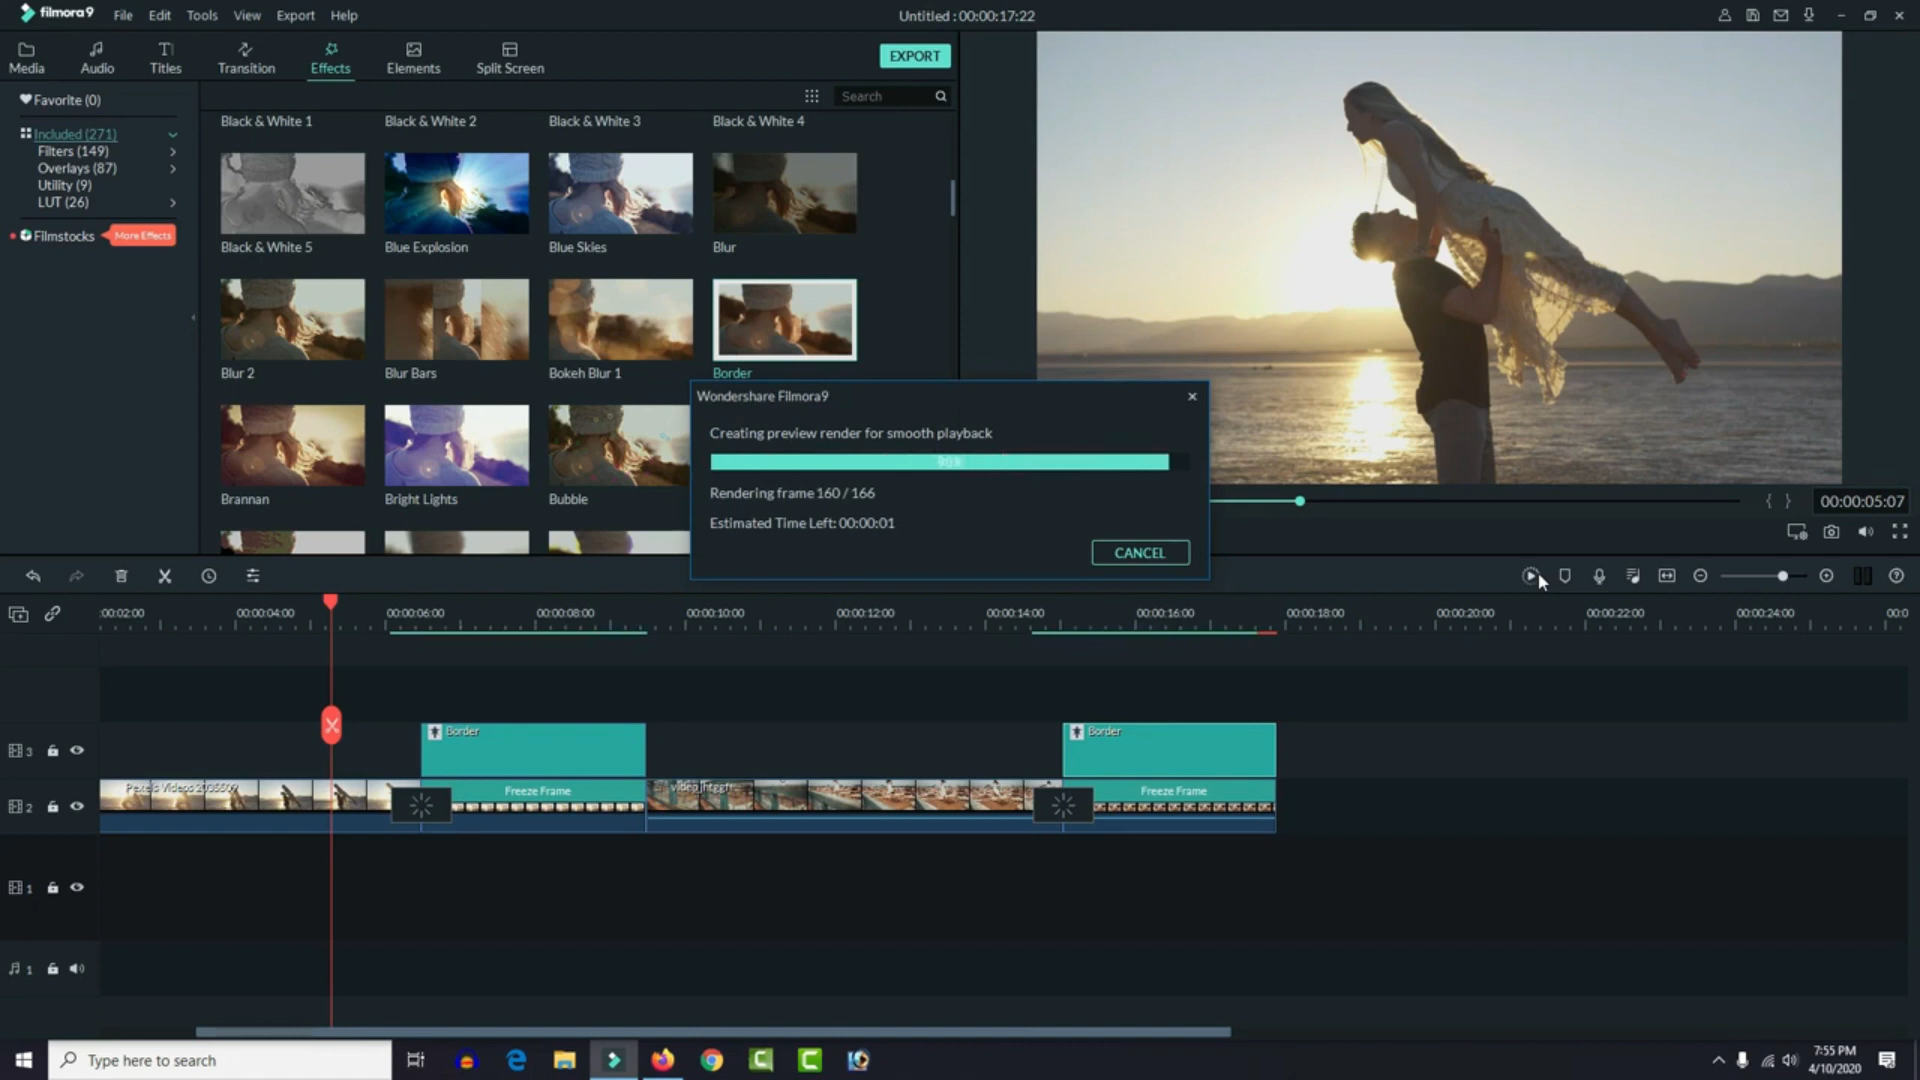 filmora9
File Edit Tools View Export Help
Untitled : 00:00:17:22
Media Audio Titles Transition Effects Elements Split Screen
EXPORT
Favorite (0)
Search
Included (271)
Filters (149)
Overlays (87)
Utility (9)
LUT (26)
Filmstocks
More Effects
Black & White 1 Black & White 2 Black & White 3 Black & White 4
Black & White 5 Blue Explosion Blue Skies Blur
Blur 2 Blur Bars Bokeh Blur 1 Border
Brannan Bright Lights Bubble
Wondershare Filmora9
Creating preview render for smooth playback
Rendering frame 160 / 166
Estimated Time Left: 00:00:01
CANCEL
{ }
00:00:05:07
:00:02:00 00:00:04:00 00:00:06:00 00:00:08:00 00:00:10:00 00:00:12:00 00:00:14:00 00:00:16:00 00:00:18:00 00:00:20:00 00:00:22:00 00:00:24:00 00:0
3
Border
Border
2
Pexels Videos 2035509
Freeze Frame
Freeze Frame
1
1
Type here to search
7:55 PM
4/10/2020